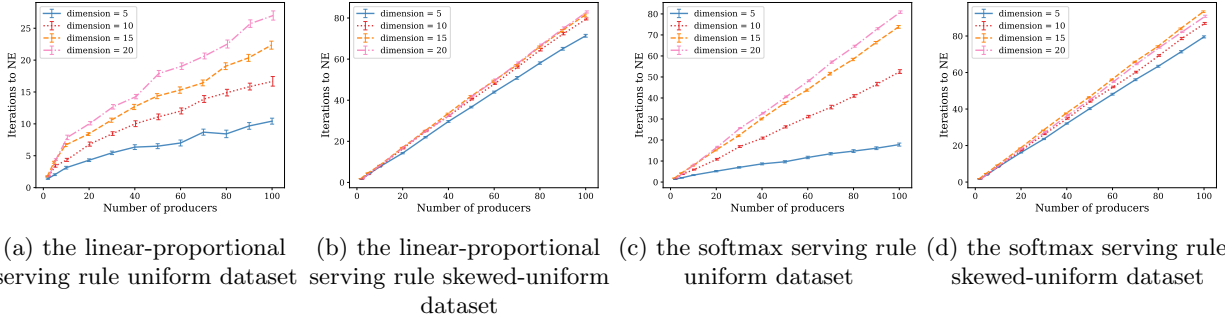 Iterations to NE
25
20
15
10
5
0
dimension = 5
dimension = 10
dimension = 15
dimension = 20
0 20 40 60 80 100
Number of producers
Iterations to NE
80
60
40
20
0
dimension = 5
dimension = 10
dimension = 15
dimension = 20
0 20 40 60 80 100
Number of producers
Iterations to NE
80
70
60
50
40
30
20
10
0
dimension = 5
dimension = 10
dimension = 15
dimension = 20
0 20 40 60 80 100
Number of producers
Iterations to NE
80
60
40
20
0
dimension = 5
dimension = 10
dimension = 15
dimension = 20
0 20 40 60 80 100
Number of producers
(a) the linear-proportional
serving rule uniform dataset
(b) the linear-proportional
serving rule skewed-uniform
dataset
(c) the softmax serving rule
uniform dataset
(d) the softmax serving rule
skewed-uniform dataset